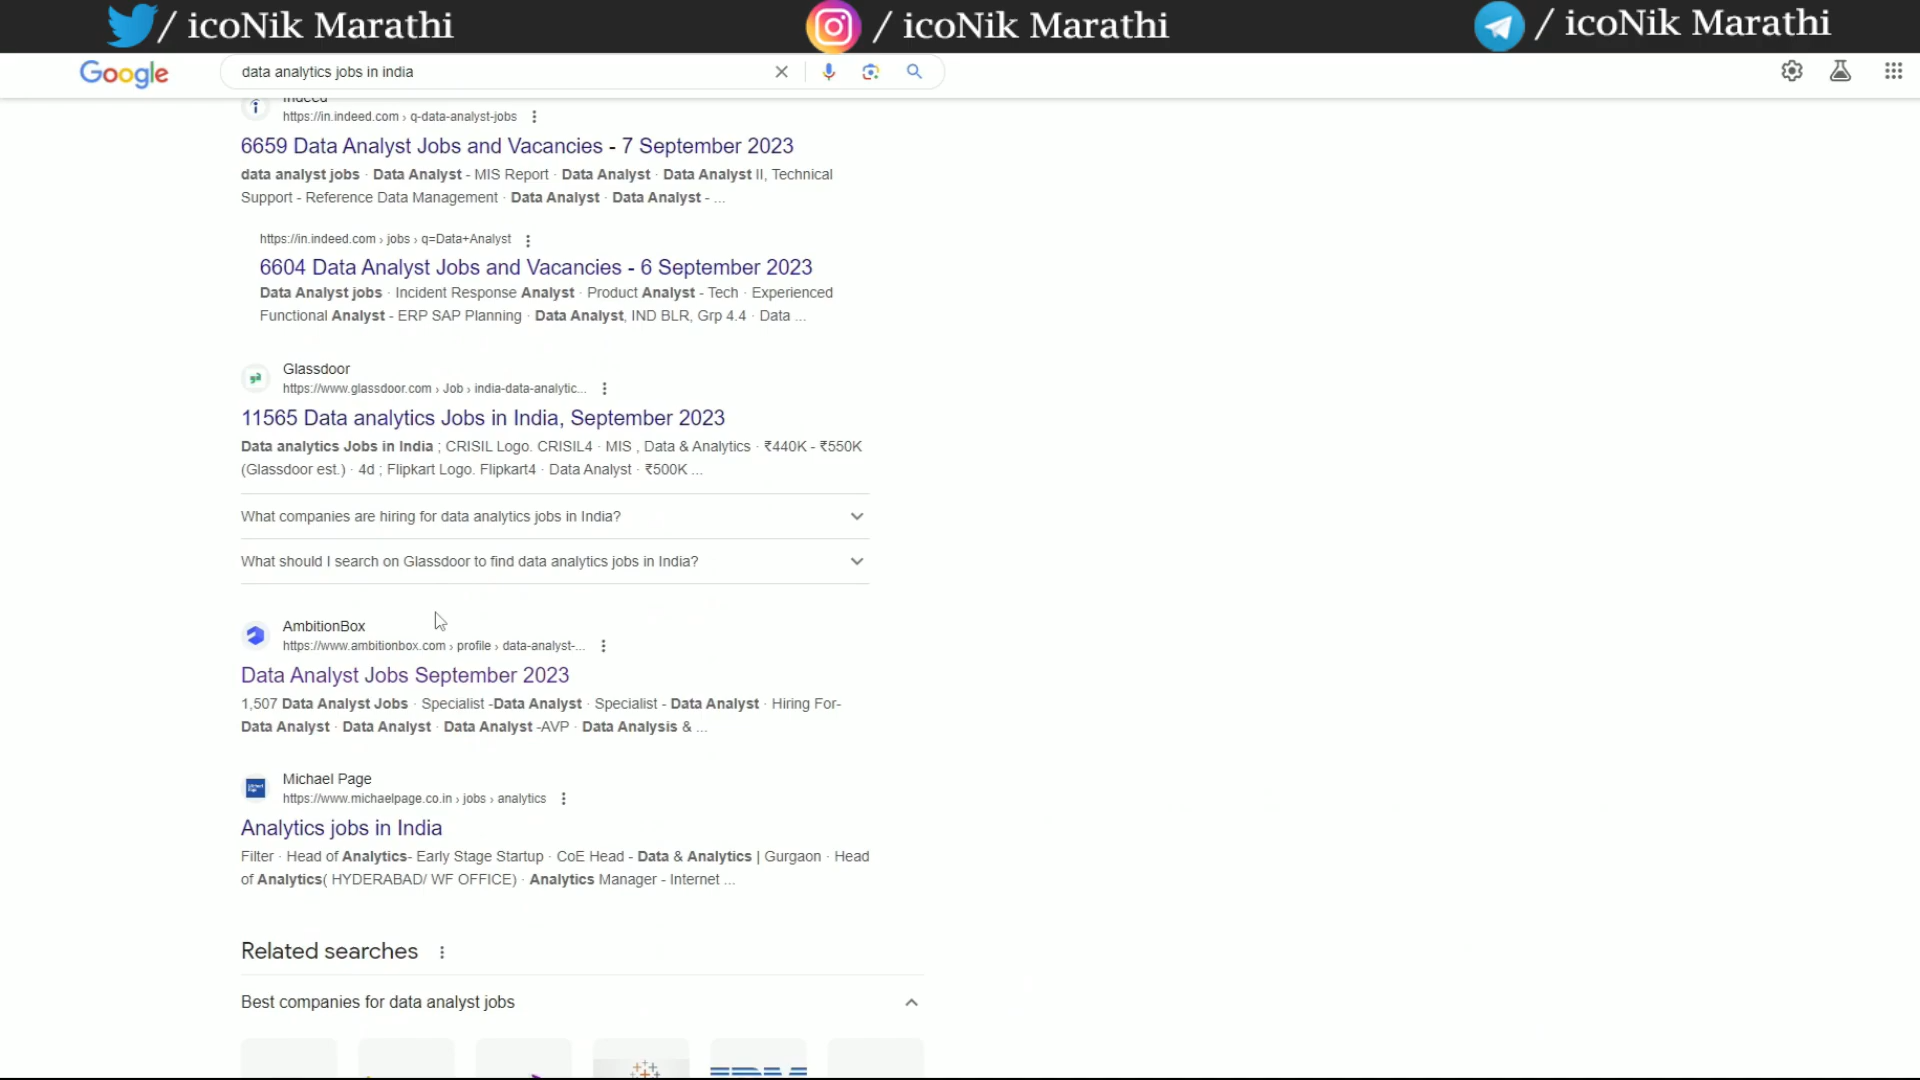 / icoNik Marathi
/ icoNik Marathi
/ icoNik Marathi
Google
data analytics jobs in india
Indeed
https://in.indeed.com › q-data-analyst-jobs
6659 Data Analyst Jobs and Vacancies - 7 September 2023
data analyst jobs · Data Analyst - MIS Report · Data Analyst · Data Analyst II, Technical
Support - Reference Data Management · Data Analyst · Data Analyst - ...
https://in.indeed.com › jobs › q=Data+Analyst
6604 Data Analyst Jobs and Vacancies - 6 September 2023
Data Analyst jobs · Incident Response Analyst · Product Analyst - Tech · Experienced
Functional Analyst - ERP SAP Planning · Data Analyst, IND BLR, Grp 4.4 · Data ...
Glassdoor
https://www.glassdoor.com › Job › india-data-analytic...
11565 Data analytics Jobs in India, September 2023
Data analytics Jobs in India ; CRISIL Logo. CRISIL4 · MIS , Data & Analytics · ₹440K - ₹550K
(Glassdoor est.) · 4d ; Flipkart Logo. Flipkart4 · Data Analyst · ₹500K ...
What companies are hiring for data analytics jobs in India?
What should I search on Glassdoor to find data analytics jobs in India?
AmbitionBox
https://www.ambitionbox.com › profile › data-analyst-...
Data Analyst Jobs September 2023
1,507 Data Analyst Jobs · Specialist -Data Analyst · Specialist - Data Analyst · Hiring For-
Data Analyst · Data Analyst · Data Analyst -AVP · Data Analysis & ...
Michael Page
https://www.michaelpage.co.in › jobs › analytics
Analytics jobs in India
Filter · Head of Analytics- Early Stage Startup · CoE Head - Data & Analytics | Gurgaon · Head
of Analytics( HYDERABAD/ WF OFFICE) · Analytics Manager - Internet ...
Related searches
Best companies for data analyst jobs